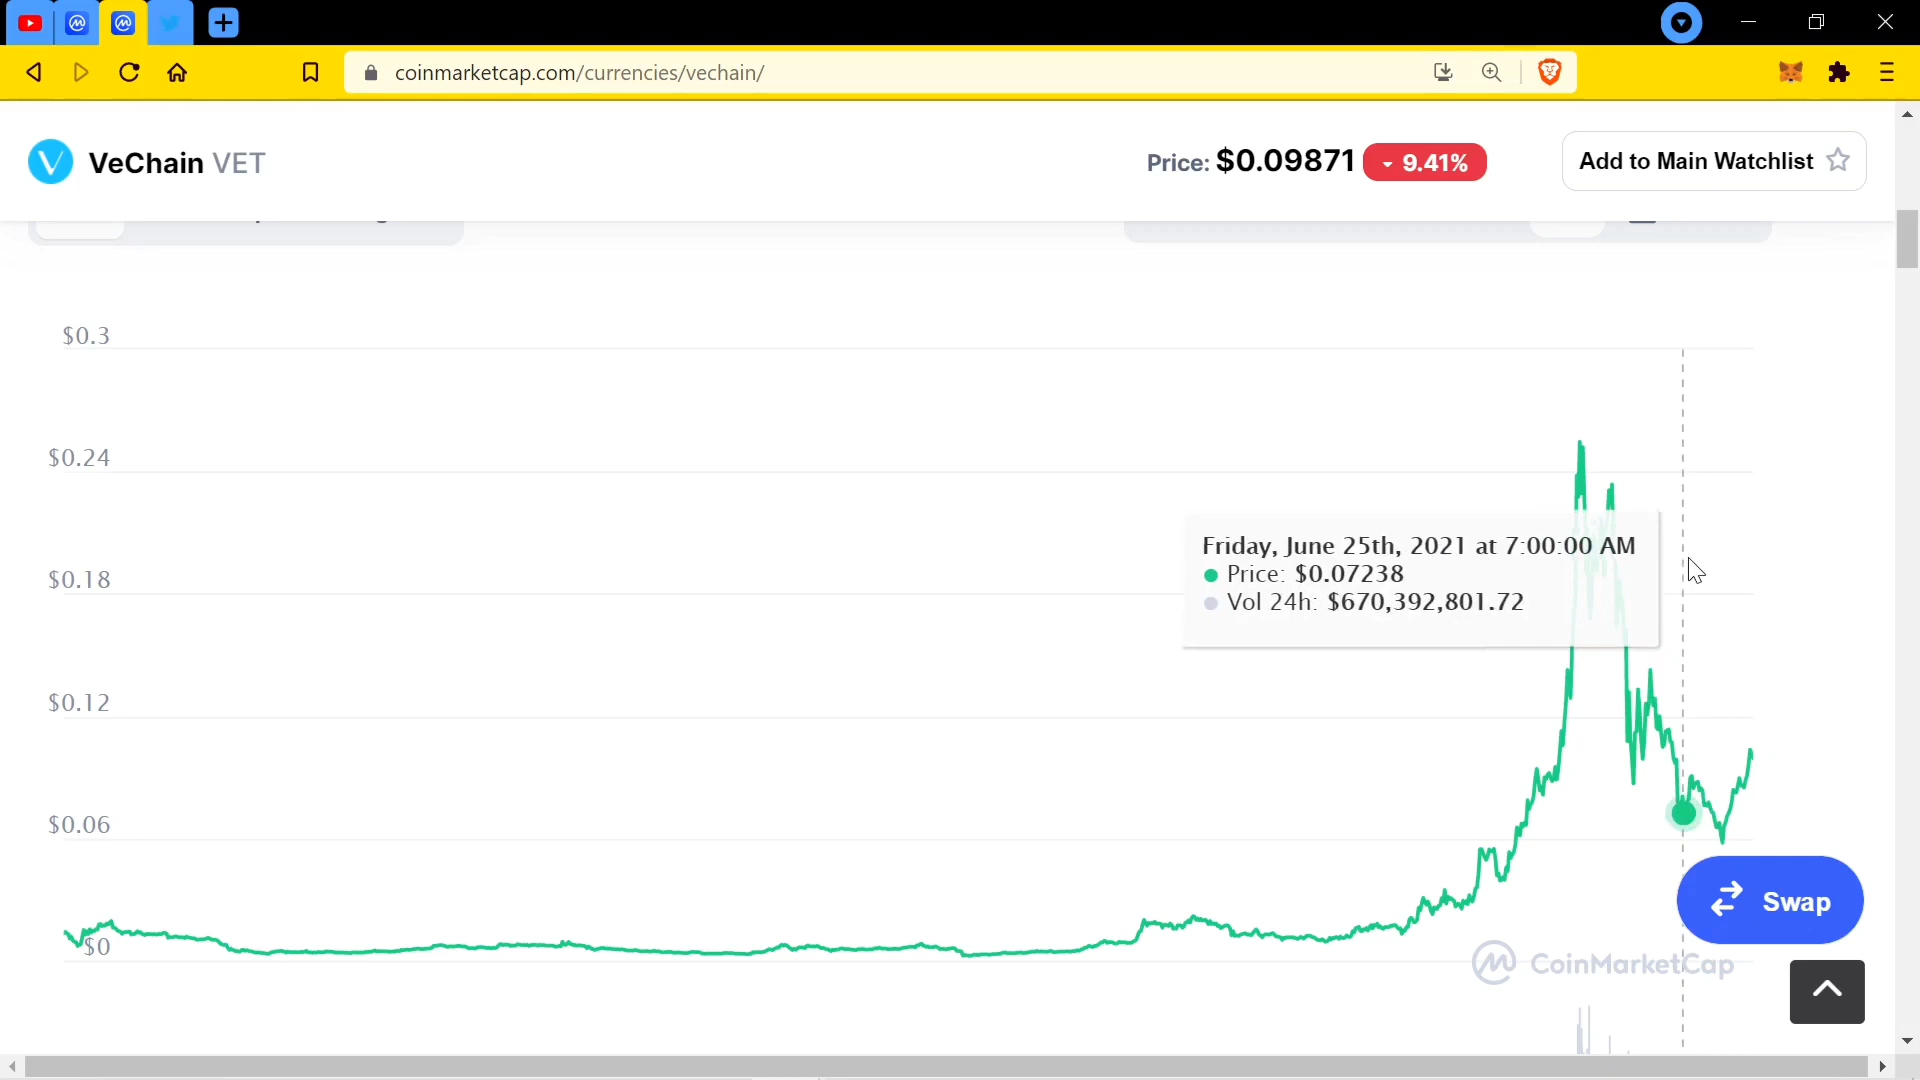 coinmarketcap.com/currencies/vechain/
VeChain VET
Price: $0.09871 9.41%
Add to Main Watchlist
$0.3
$0.24
$0.18
$0.12
$0.06
$0
Friday, June 25th, 2021 at 7:00:00 AM
Price: $0.07238
Vol 24h: $670,392,801.72
Swap
CoinMarketCap